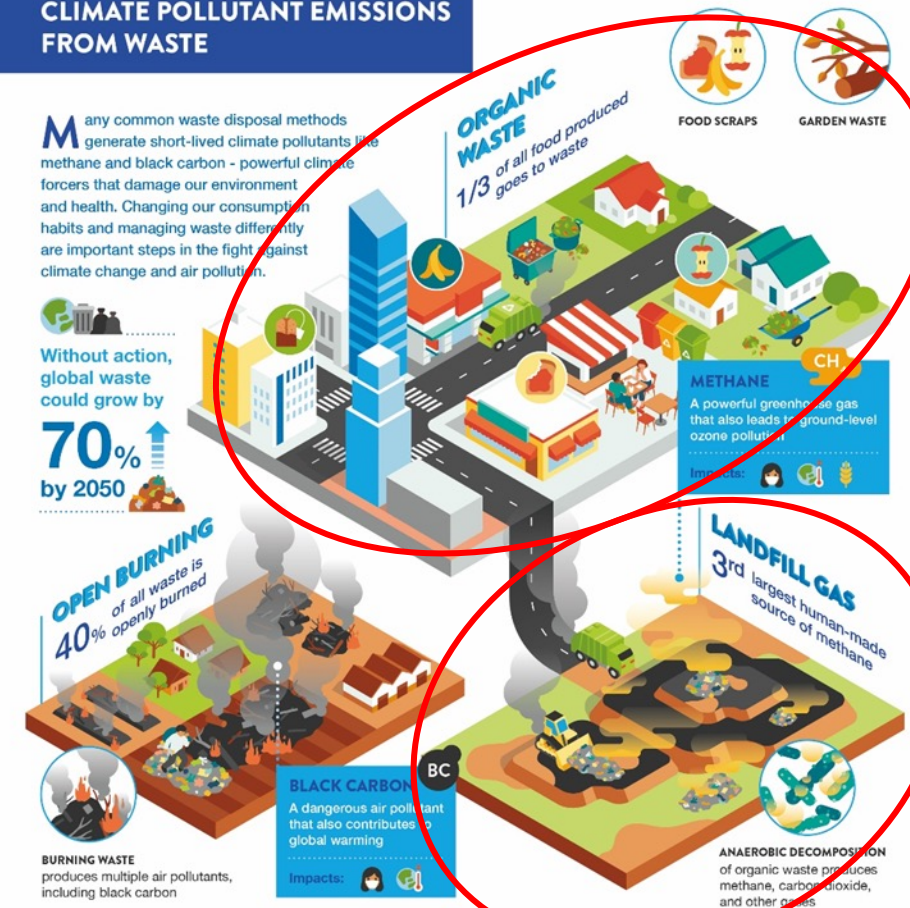 CLIMATE POLLUTANT EMISSIONS
FROM WASTE
Many common waste disposal methods
generate short-lived climate pollutants like
methane and black carbon - powerful climate
forcers that damage our environment
and health. Changing our consumption
habits and managing waste differently
are important steps in the fight against
climate change and air pollution.
Without action,
global waste
could grow by
70%
by 2050
ORGANIC
WASTE
1/3 of all food produced
goes to waste
FOOD SCRAPS
GARDEN WASTE
CH
METHANE
A powerful greenhouse gas
that also leads to ground-level
ozone pollution
Impacts:
OPEN BURNING
40% of all waste is
openly burned
BURNING WASTE
produces multiple air pollutants,
including black carbon
BC
BLACK CARBON
A dangerous air pollutant
that also contributes to
global warming
Impacts:
LANDFILL GAS
3rd largest human-made
source of methane
ANAEROBIC DECOMPOSITION
of organic waste produces
methane, carbon dioxide,
and other gases